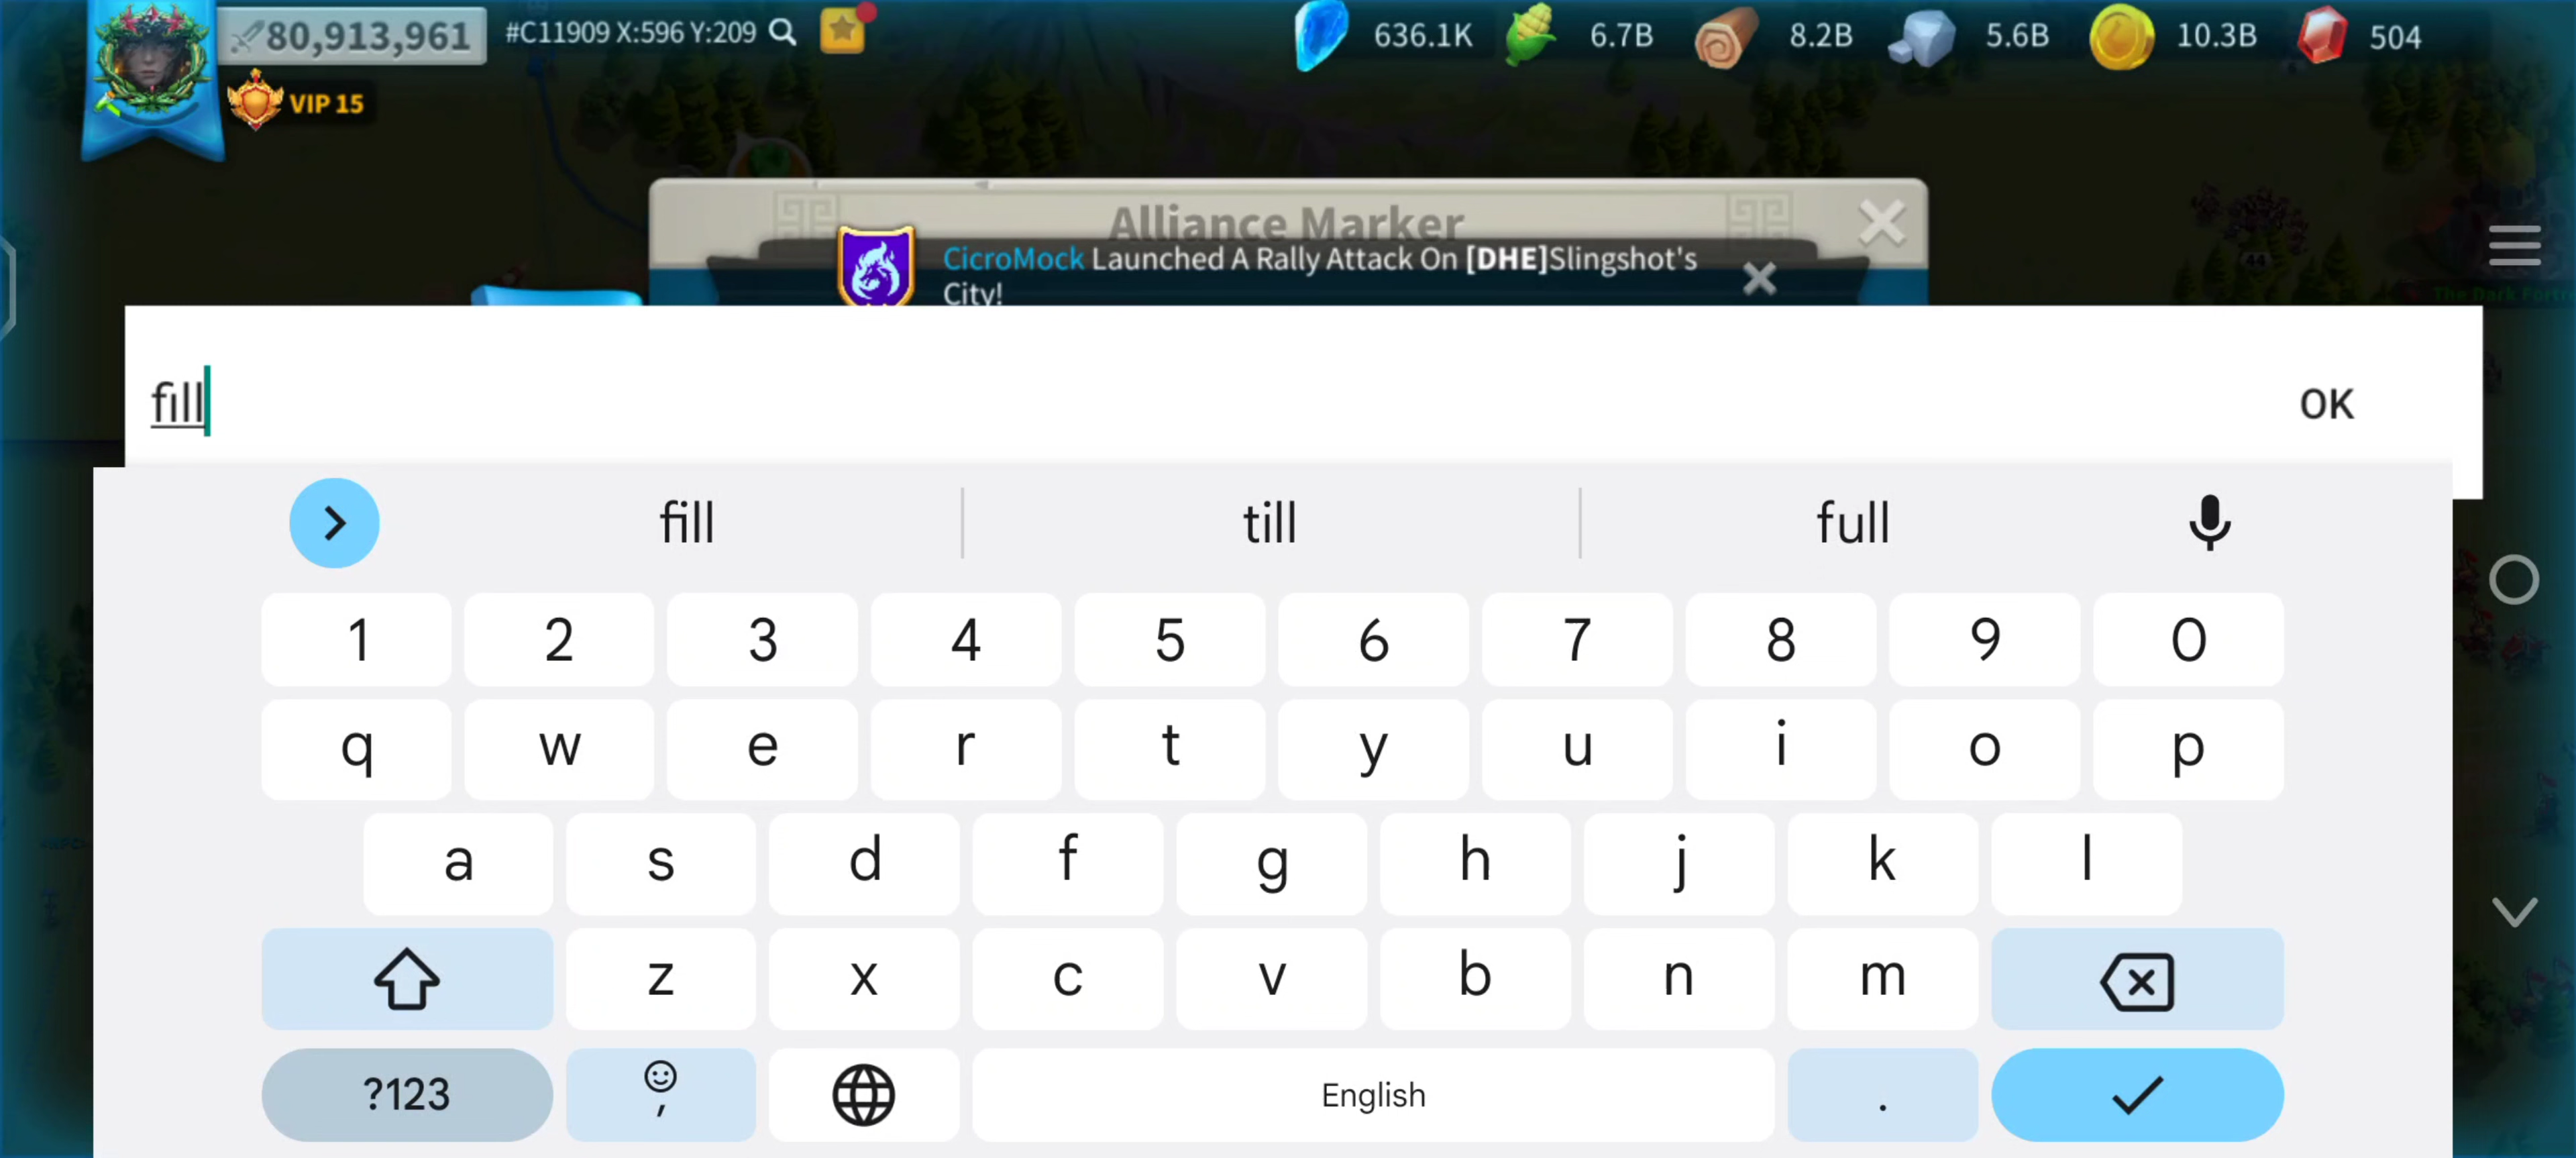 80,913,961
#C11909 X:596 Y:209
636.1K
6.7B
8.2B
5.6B
10.3B
504
VIP 15
Alliance Marker
CicroMock Launched A Rally Attack On [DHE]Slingshot's
City!
44
fill
OK
fill till full
1 2 3 4 5 6 7 8 9 0
q w e r t y u i o p
a s d f g h j k l
z x c v b n m
?123 , English .